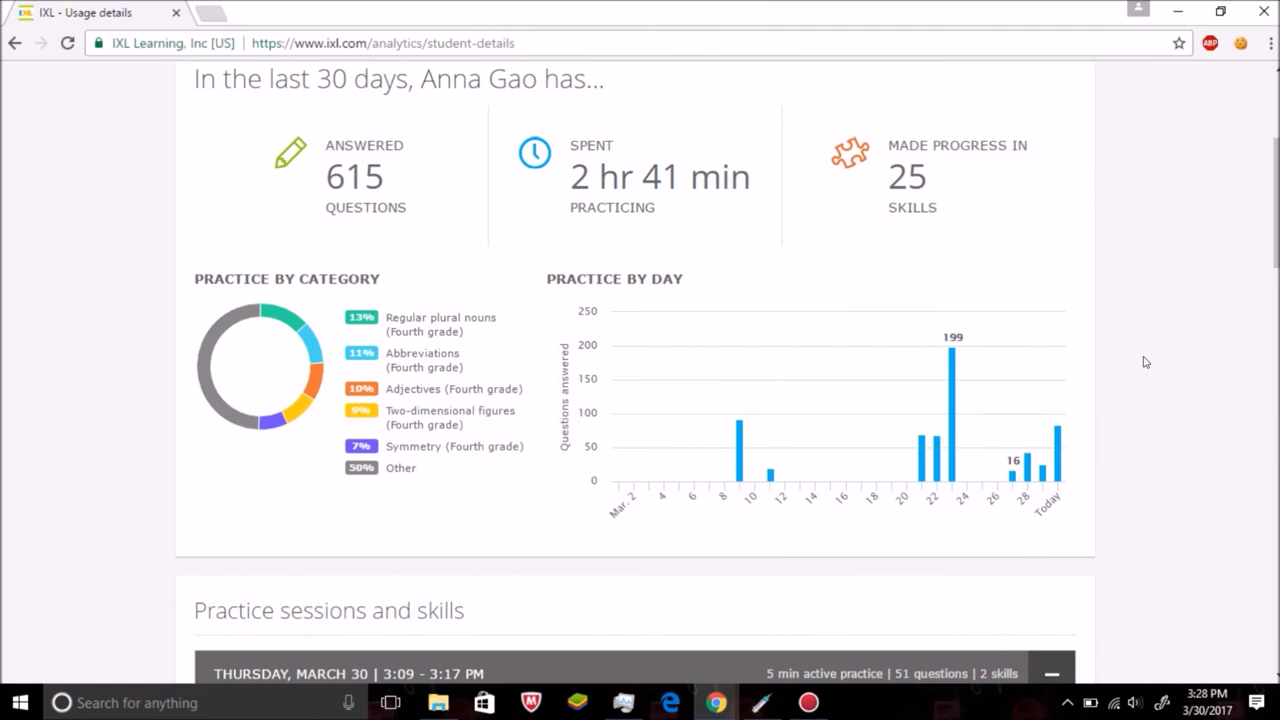 IXL - Usage details
IXL Learning, Inc [US]
https://www.ixl.com/analytics/student-details
ABP
In the last 30 days, Anna Gao has...
ANSWERED
615
QUESTIONS
SPENT
2 hr 41 min
PRACTICING
MADE PROGRESS IN
25
SKILLS
PRACTICE BY CATEGORY
13% Regular plural nouns
(Fourth grade)
11% Abbreviations
(Fourth grade)
10% Adjectives (Fourth grade)
9% Two-dimensional figures
(Fourth grade)
7% Symmetry (Fourth grade)
50% Other
PRACTICE BY DAY
Questions answered
250
200
150
100
50
0
199
16
Mar. 2 4 6 8 10 12 14 16 18 20 22 24 26 28 Today
Practice sessions and skills
THURSDAY, MARCH 30 | 3:09 - 3:17 PM
5 min active practice | 51 questions | 2 skills
Search for anything
3:28 PM
3/30/2017